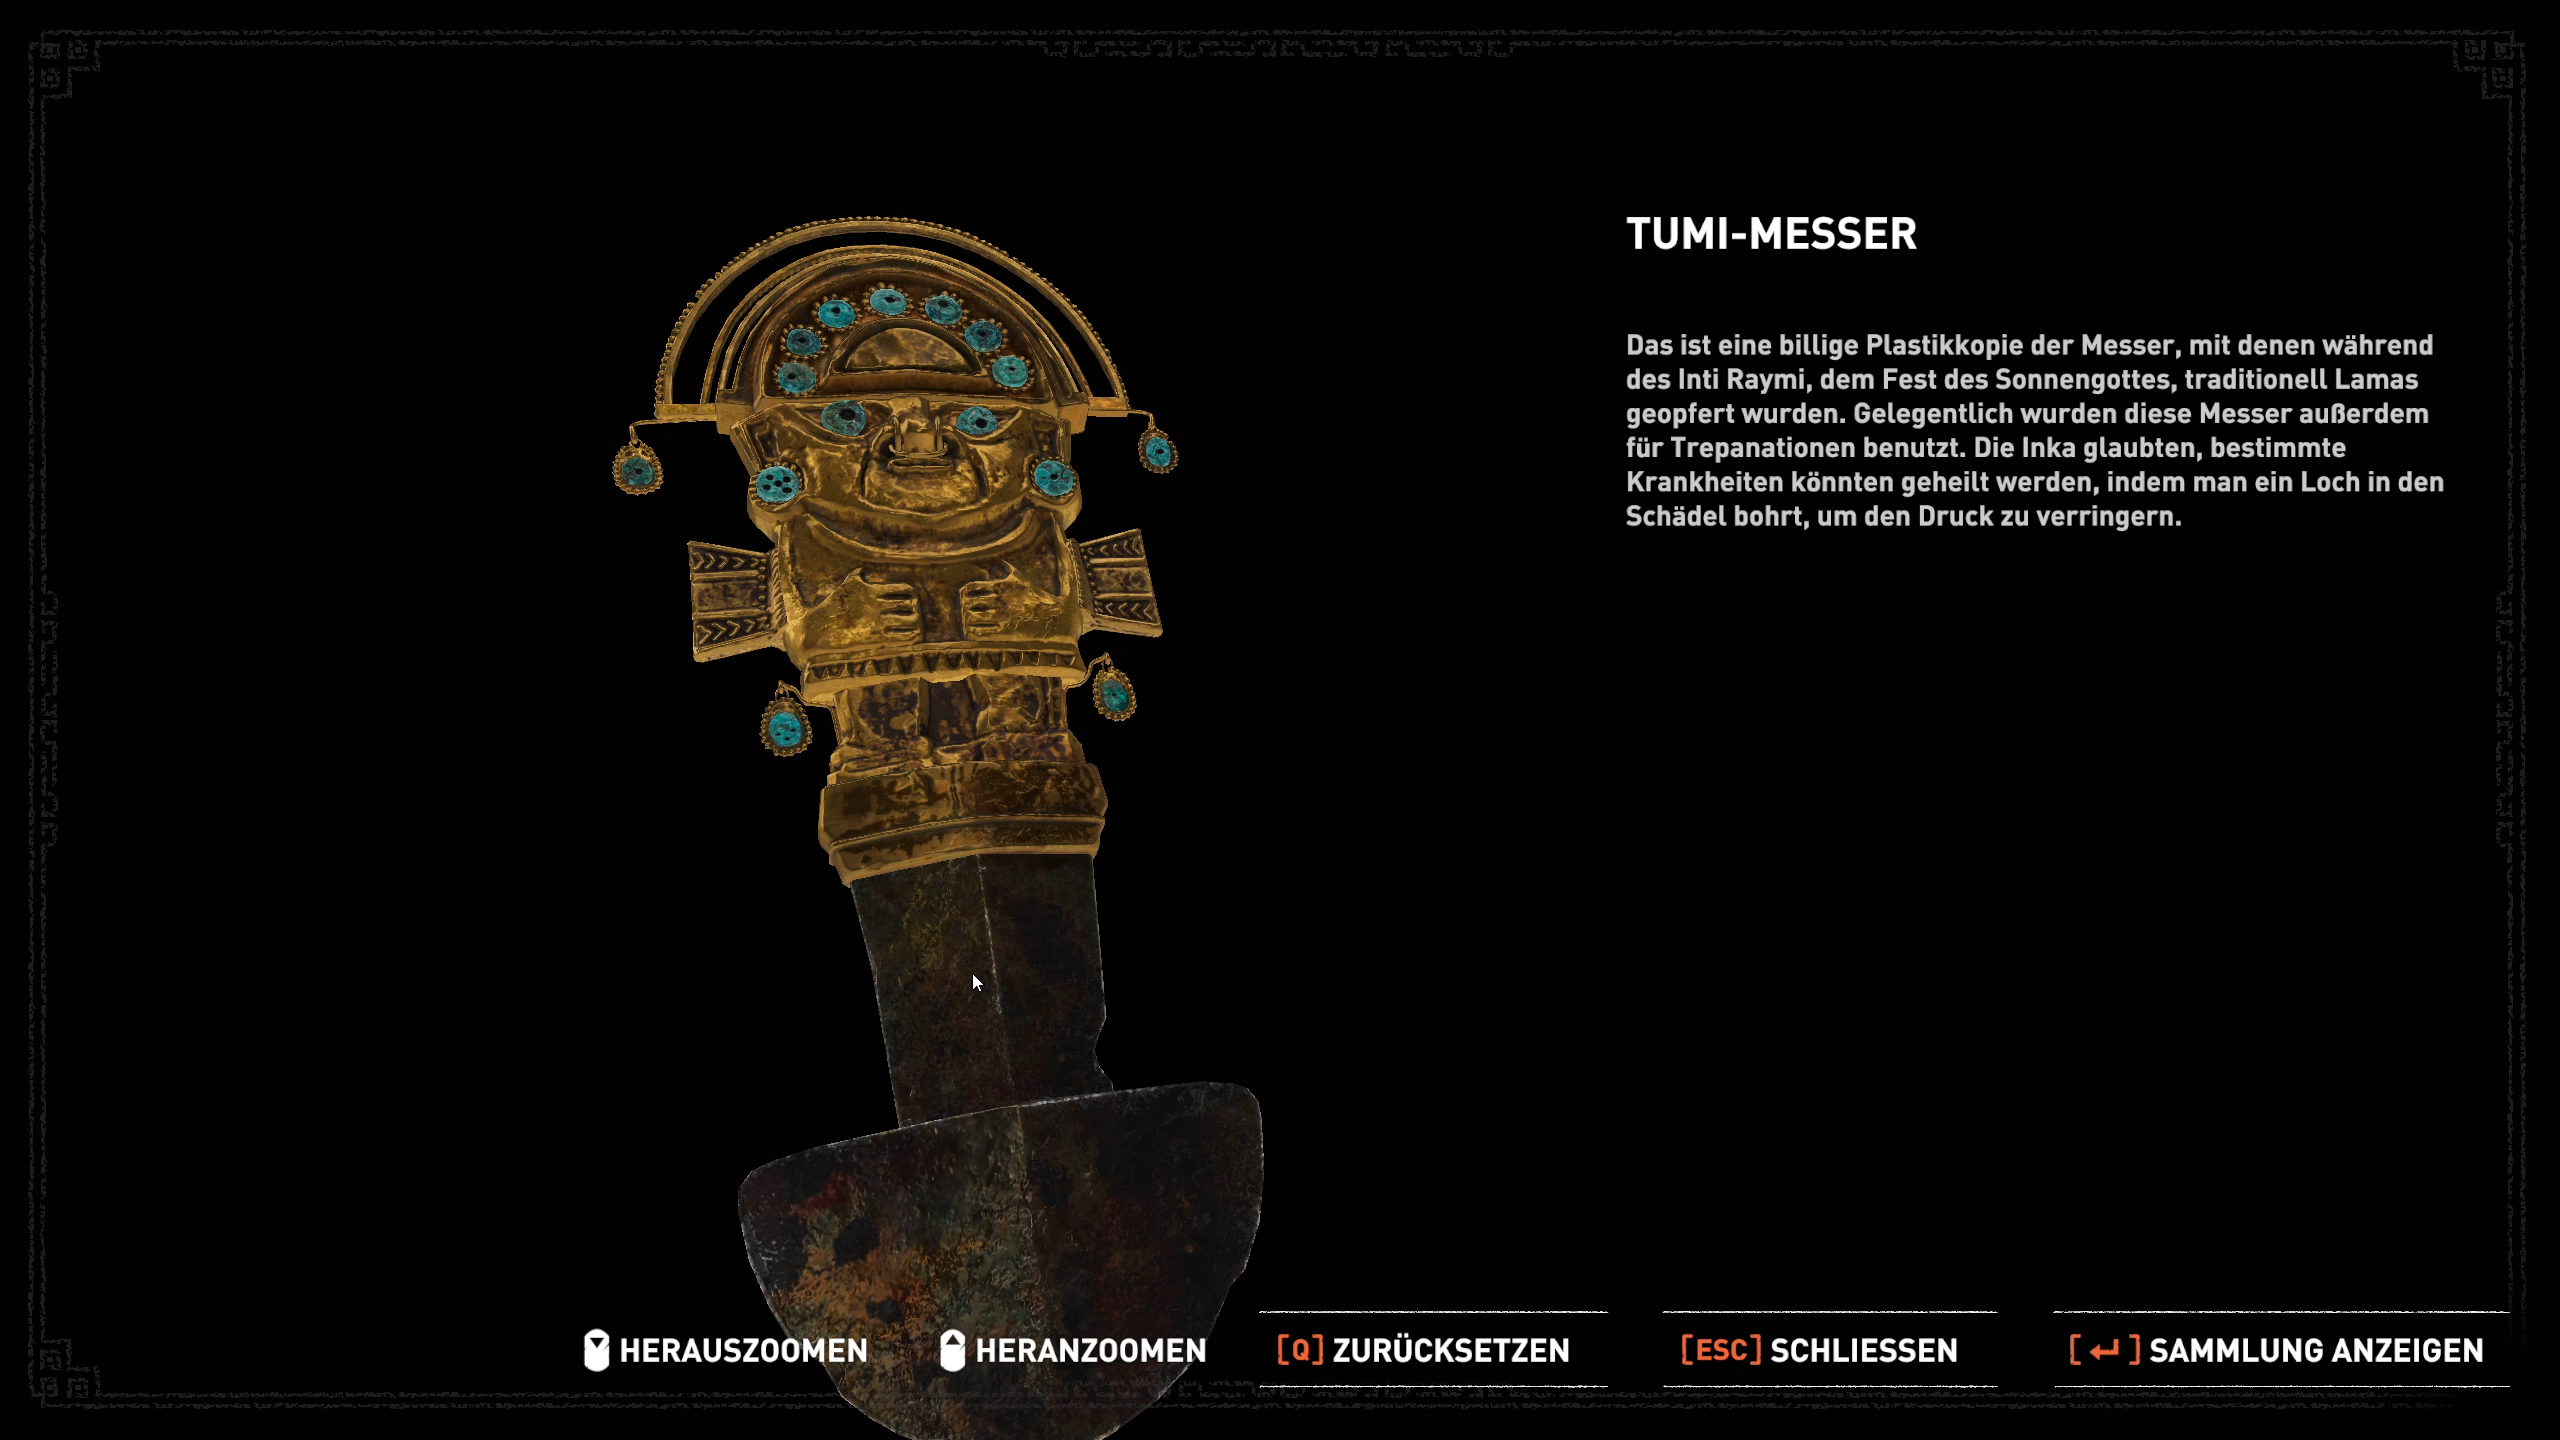 TUMI-MESSER
Das ist eine billige Plastikkopie der Messer, mit denen während
des Inti Raymi, dem Fest des Sonnengottes, traditionell Lamas
geopfert wurden. Gelegentlich wurden diese Messer außerdem
für Trepanationen benutzt. Die Inka glaubten, bestimmte
Krankheiten könnten geheilt werden, indem man ein Loch in den
Schädel bohrt, um den Druck zu verringern.
HERAUSZOOMEN HERANZOOMEN [Q] ZURÜCKSETZEN [ESC] SCHLIESSEN [↵] SAMMLUNG ANZEIGEN